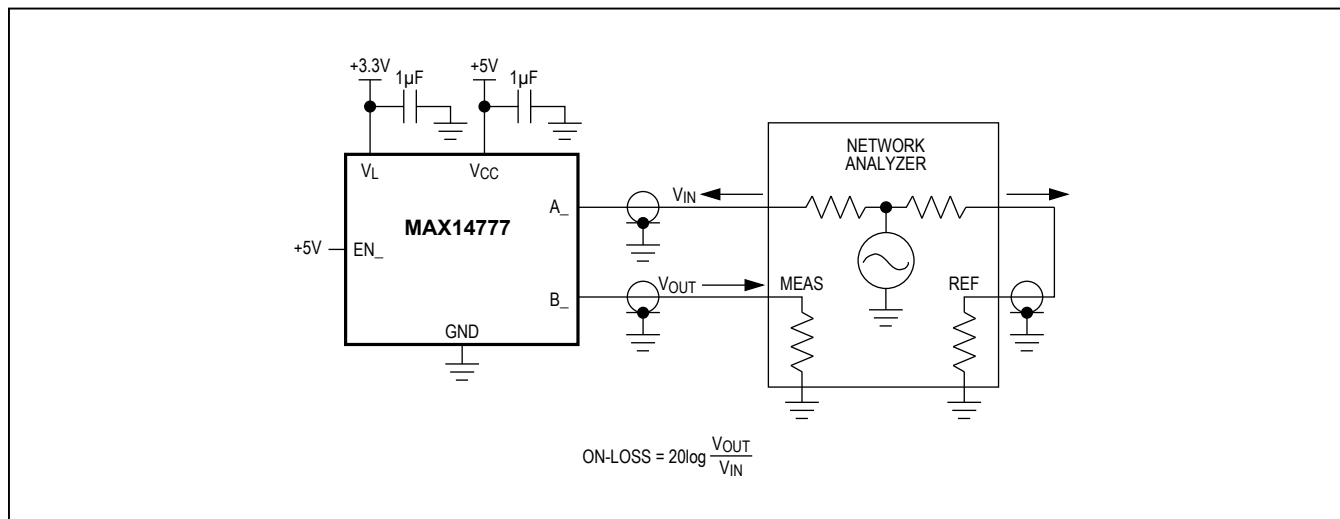 +3.3V
1µF
+5V
1µF
VL
VCC
MAX14777
A_
+5V
EN_
B_
GND
VIN
VOUT
NETWORK
ANALYZER
MEAS
REF
ON-LOSS = 20log VOUT/VIN